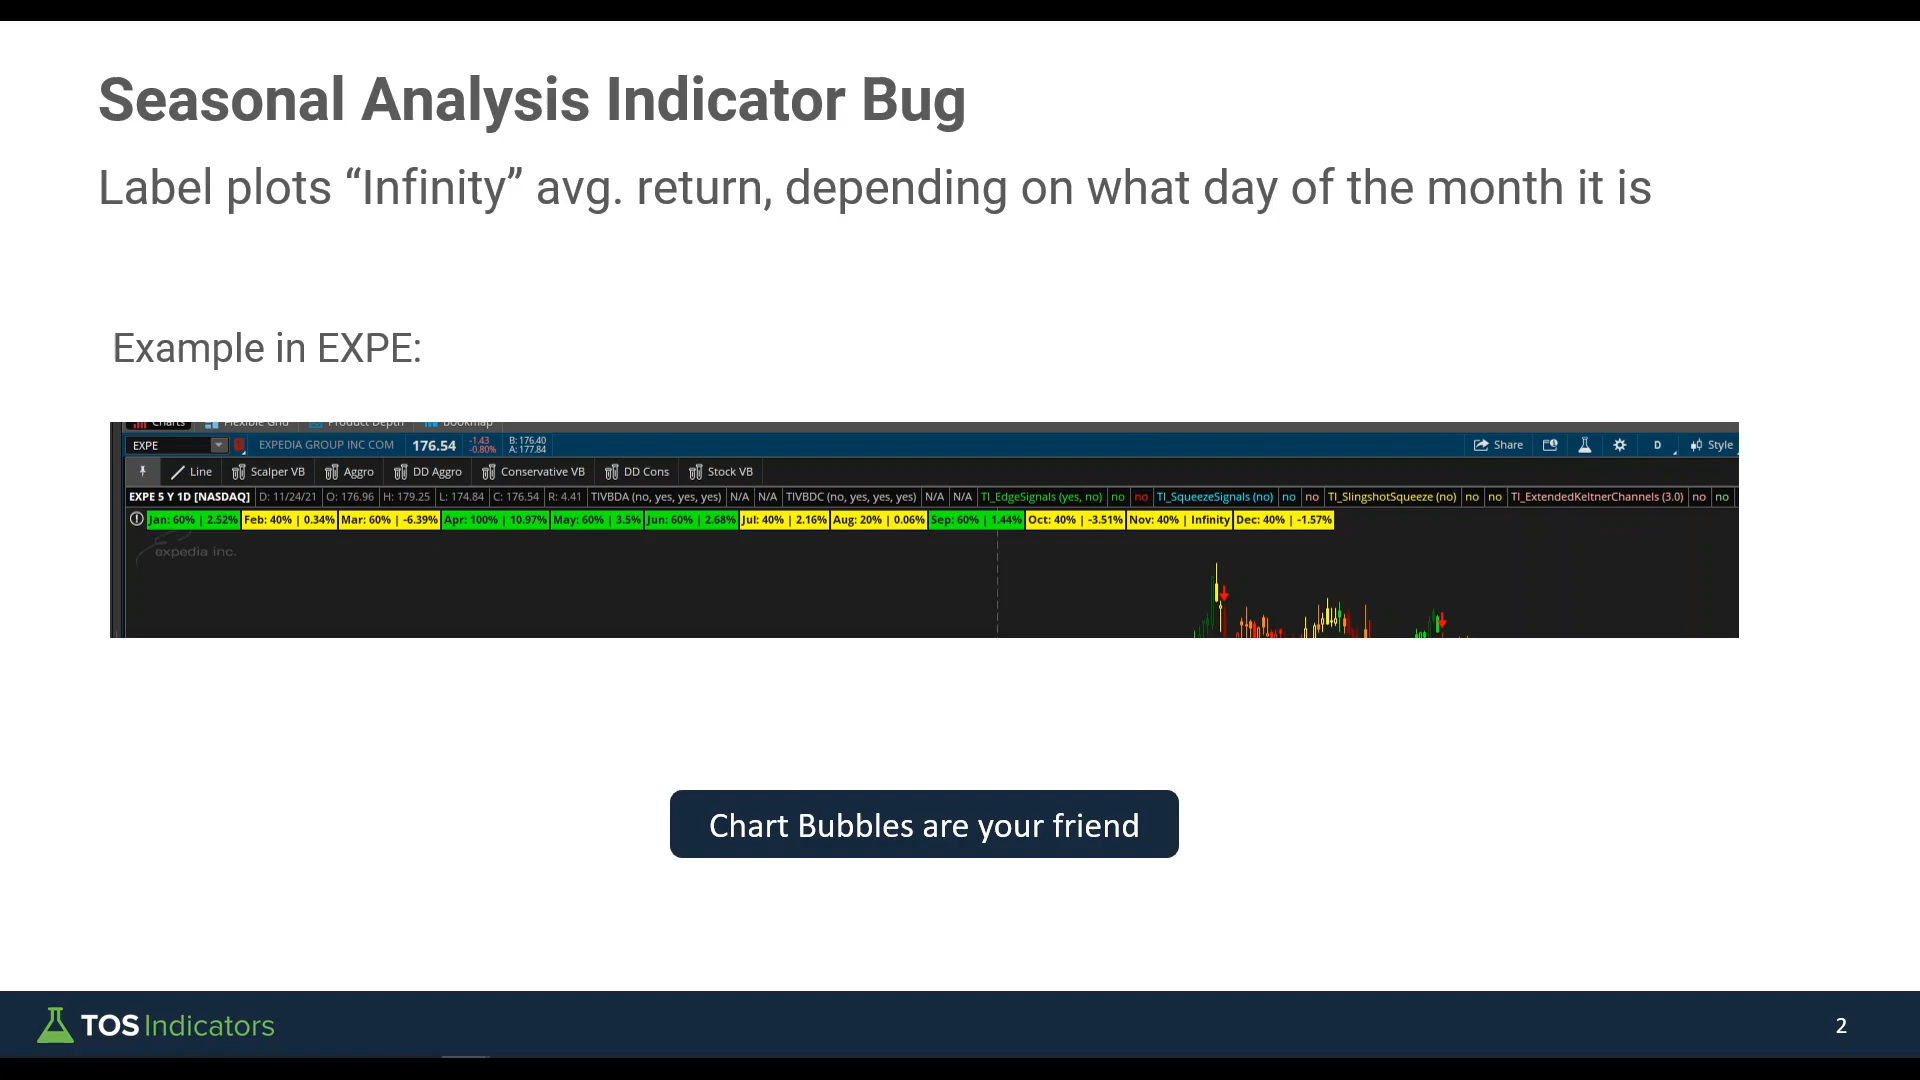 Seasonal Analysis Indicator Bug
Label plots “Infinity” avg. return, depending on what day of the month it is
Example in EXPE:
Charts Flexible Grid Product Depth Bookmap
EXPE EXPEDIA GROUP INC COM 176.54 -1.43 -0.80% B: 176.40 A: 177.84 Share D Style
Line Scalper VB Aggro DD Aggro Conservative VB DD Cons Stock VB
EXPE 5 Y 1D [NASDAQ] D: 11/24/21 O: 176.96 H: 179.25 L: 174.84 C: 176.54 R: 4.41 TIVBDA (no, yes, yes, yes) N/A N/A TIVBDC (no, yes, yes, yes) N/A N/A TI_EdgeSignals (yes, no) no no TI_SqueezeSignals (no) no no TI_SlingshotSqueeze (no) no no TI_ExtendedKeltnerChannels (3.0) no no
Jan: 60% | 2.52% Feb: 40% | 0.34% Mar: 60% | -6.39% Apr: 100% | 10.97% May: 60% | 3.5% Jun: 60% | 2.68% Jul: 40% | 2.16% Aug: 20% | 0.06% Sep: 60% | 1.44% Oct: 40% | -3.51% Nov: 40% | Infinity Dec: 40% | -1.57%
expedia inc.
Chart Bubbles are your friend
TOS Indicators
2